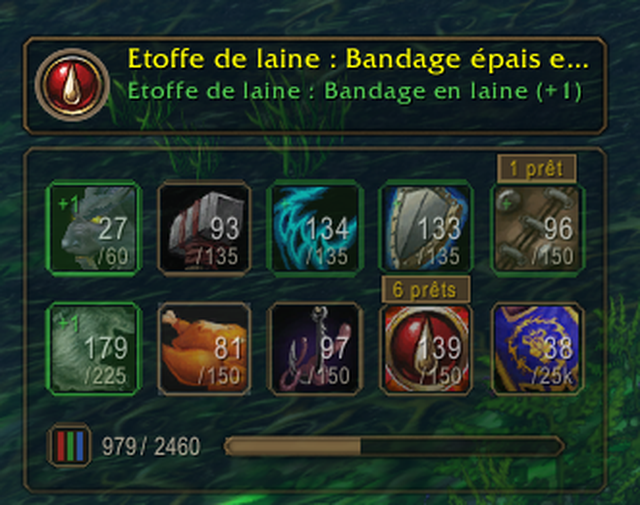 Etoffe de laine : Bandage épais e...
Etoffe de laine : Bandage en laine (+1)
1 prêt
+1 27 /60
93 /135
134 /135
133 /135
+ 96 /150
6 prêts
+1 179 /225
81 /150
97 /150
139 /150
38 /25k
979 / 2460